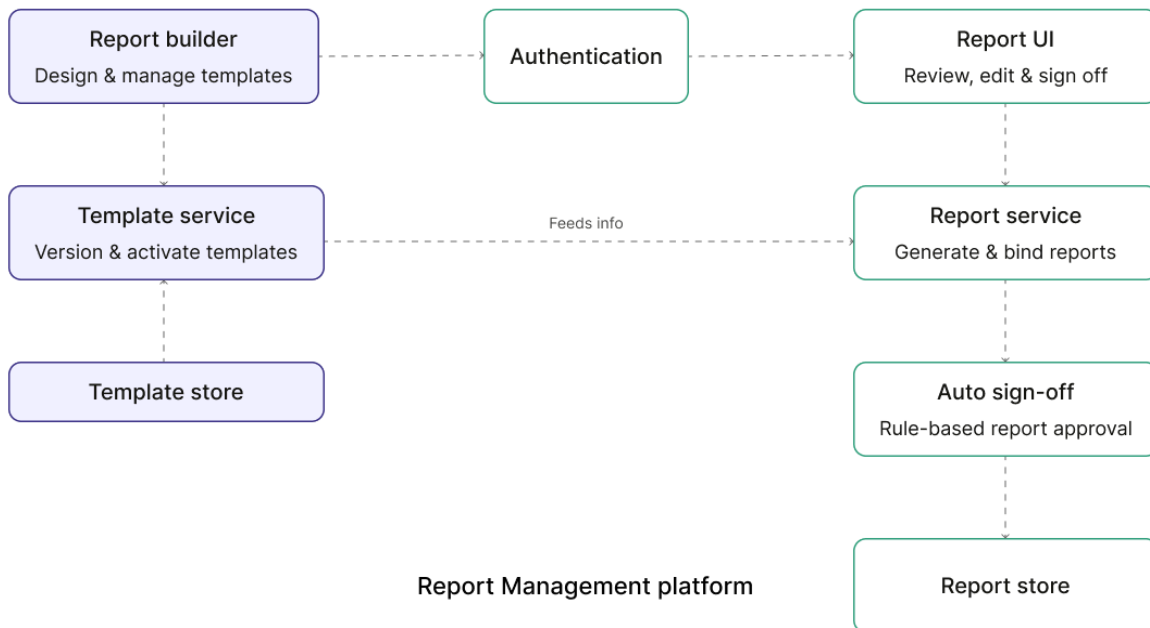 Report builder
Design & manage templates
Authentication
Report UI
Review, edit & sign off
Template service
Version & activate templates
Feeds info
Report service
Generate & bind reports
Template store
Auto sign-off
Rule-based report approval
Report Management platform
Report store